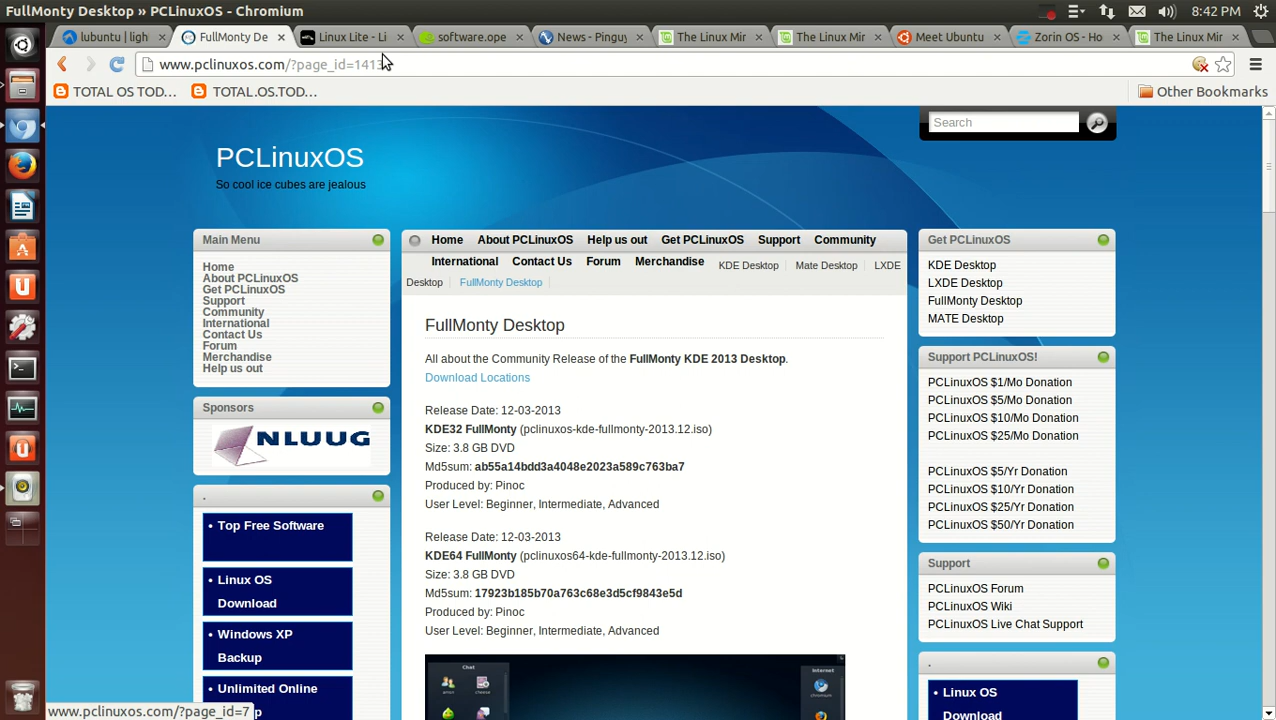 FullMonty Desktop » PCLinuxOS - Chromium
8:42 PM
lubuntu | ligh
FullMonty De
Linux Lite - Li
software.ope
News - Pinguy
The Linux Mir
The Linux Mir
Meet Ubuntu
Zorin OS - Ho
The Linux Mir
www.pclinuxos.com/?page_id=1413
TOTAL OS TOD...
TOTAL.OS.TOD...
Other Bookmarks
Search
PCLinuxOS
So cool ice cubes are jealous
Main Menu
Home
About PCLinuxOS
Get PCLinuxOS
Support
Community
International
Contact Us
Forum
Merchandise
Help us out
Sponsors
NLUUG
.
• Top Free Software
• Linux OS
Download
• Windows XP
Backup
• Unlimited Online
Home About PCLinuxOS Help us out Get PCLinuxOS Support Community
International Contact Us Forum Merchandise KDE Desktop Mate Desktop LXDE
Desktop FullMonty Desktop
FullMonty Desktop
All about the Community Release of the FullMonty KDE 2013 Desktop.
Download Locations
Release Date: 12-03-2013
KDE32 FullMonty (pclinuxos-kde-fullmonty-2013.12.iso)
Size: 3.8 GB DVD
Md5sum: ab55a14bdd3a4048e2023a589c763ba7
Produced by: Pinoc
User Level: Beginner, Intermediate, Advanced
Release Date: 12-03-2013
KDE64 FullMonty (pclinuxos64-kde-fullmonty-2013.12.iso)
Size: 3.8 GB DVD
Md5sum: 17923b185b70a763c68e3d5cf9843e5d
Produced by: Pinoc
User Level: Beginner, Intermediate, Advanced
Chat
Internet
Get PCLinuxOS
KDE Desktop
LXDE Desktop
FullMonty Desktop
MATE Desktop
Support PCLinuxOS!
PCLinuxOS $1/Mo Donation
PCLinuxOS $5/Mo Donation
PCLinuxOS $10/Mo Donation
PCLinuxOS $25/Mo Donation
PCLinuxOS $5/Yr Donation
PCLinuxOS $10/Yr Donation
PCLinuxOS $25/Yr Donation
PCLinuxOS $50/Yr Donation
Support
PCLinuxOS Forum
PCLinuxOS Wiki
PCLinuxOS Live Chat Support
.
• Linux OS
Download
www.pclinuxos.com/?page_id=7